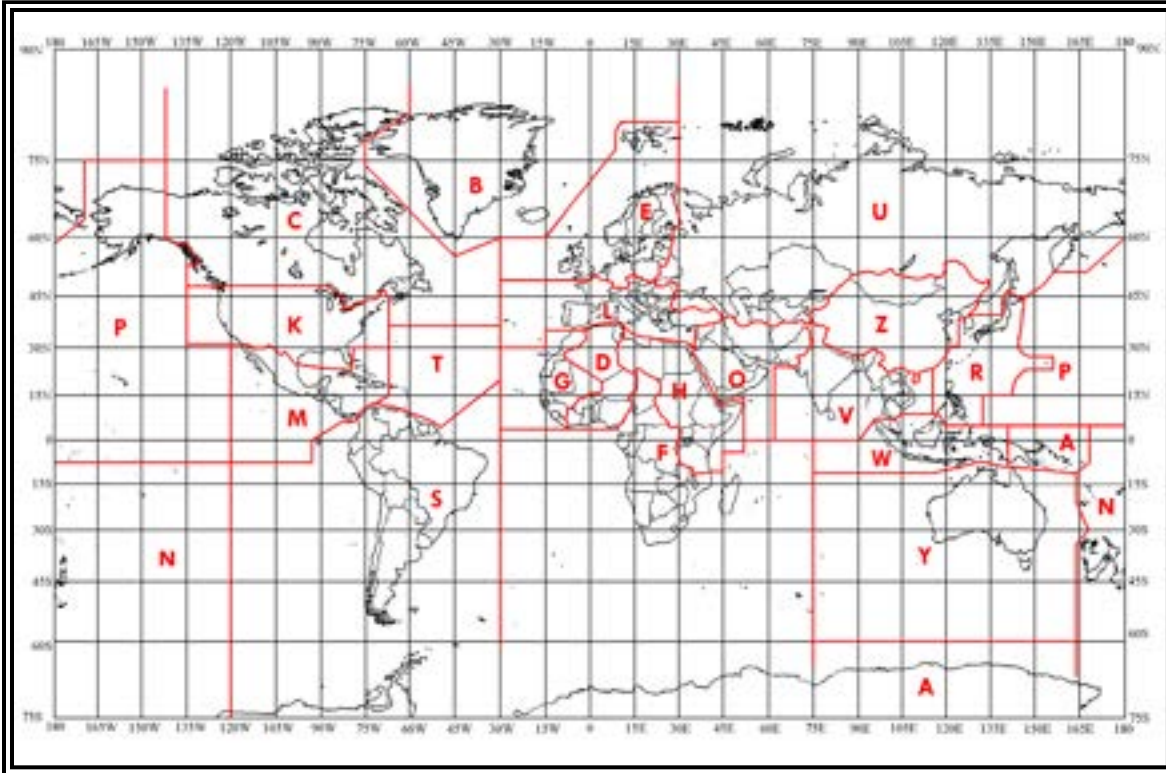 180 165W 150W 135W 120W 105W 90W 75W 60W 45W 30W 15W 0 15E 30E 45E 60E 75E 90E 105E 120E 135E 150E 165E 180
90N 90N
75N 75N
B
C E U
60N 60N
45N 45N
P K L Z
30N 30N
T D G H O R P
15N 15N
M V
0 A 0
F W
15S 15S
S N
30S 30S
N Y
45S 45S
60S 60S
A
75S 75S
180 165W 150W 135W 120W 105W 90W 75W 60W 45W 30W 15W 0 15E 30E 45E 60E 75E 90E 105E 120E 135E 150E 165E 180